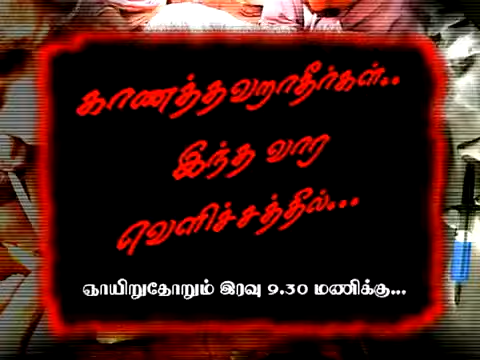 காணத்தவறாதீர்கள்..
இந்த வார
வெளிச்சத்தில்...
ஞாயிறுதோறும் இரவு 9.30 மணிக்கு...